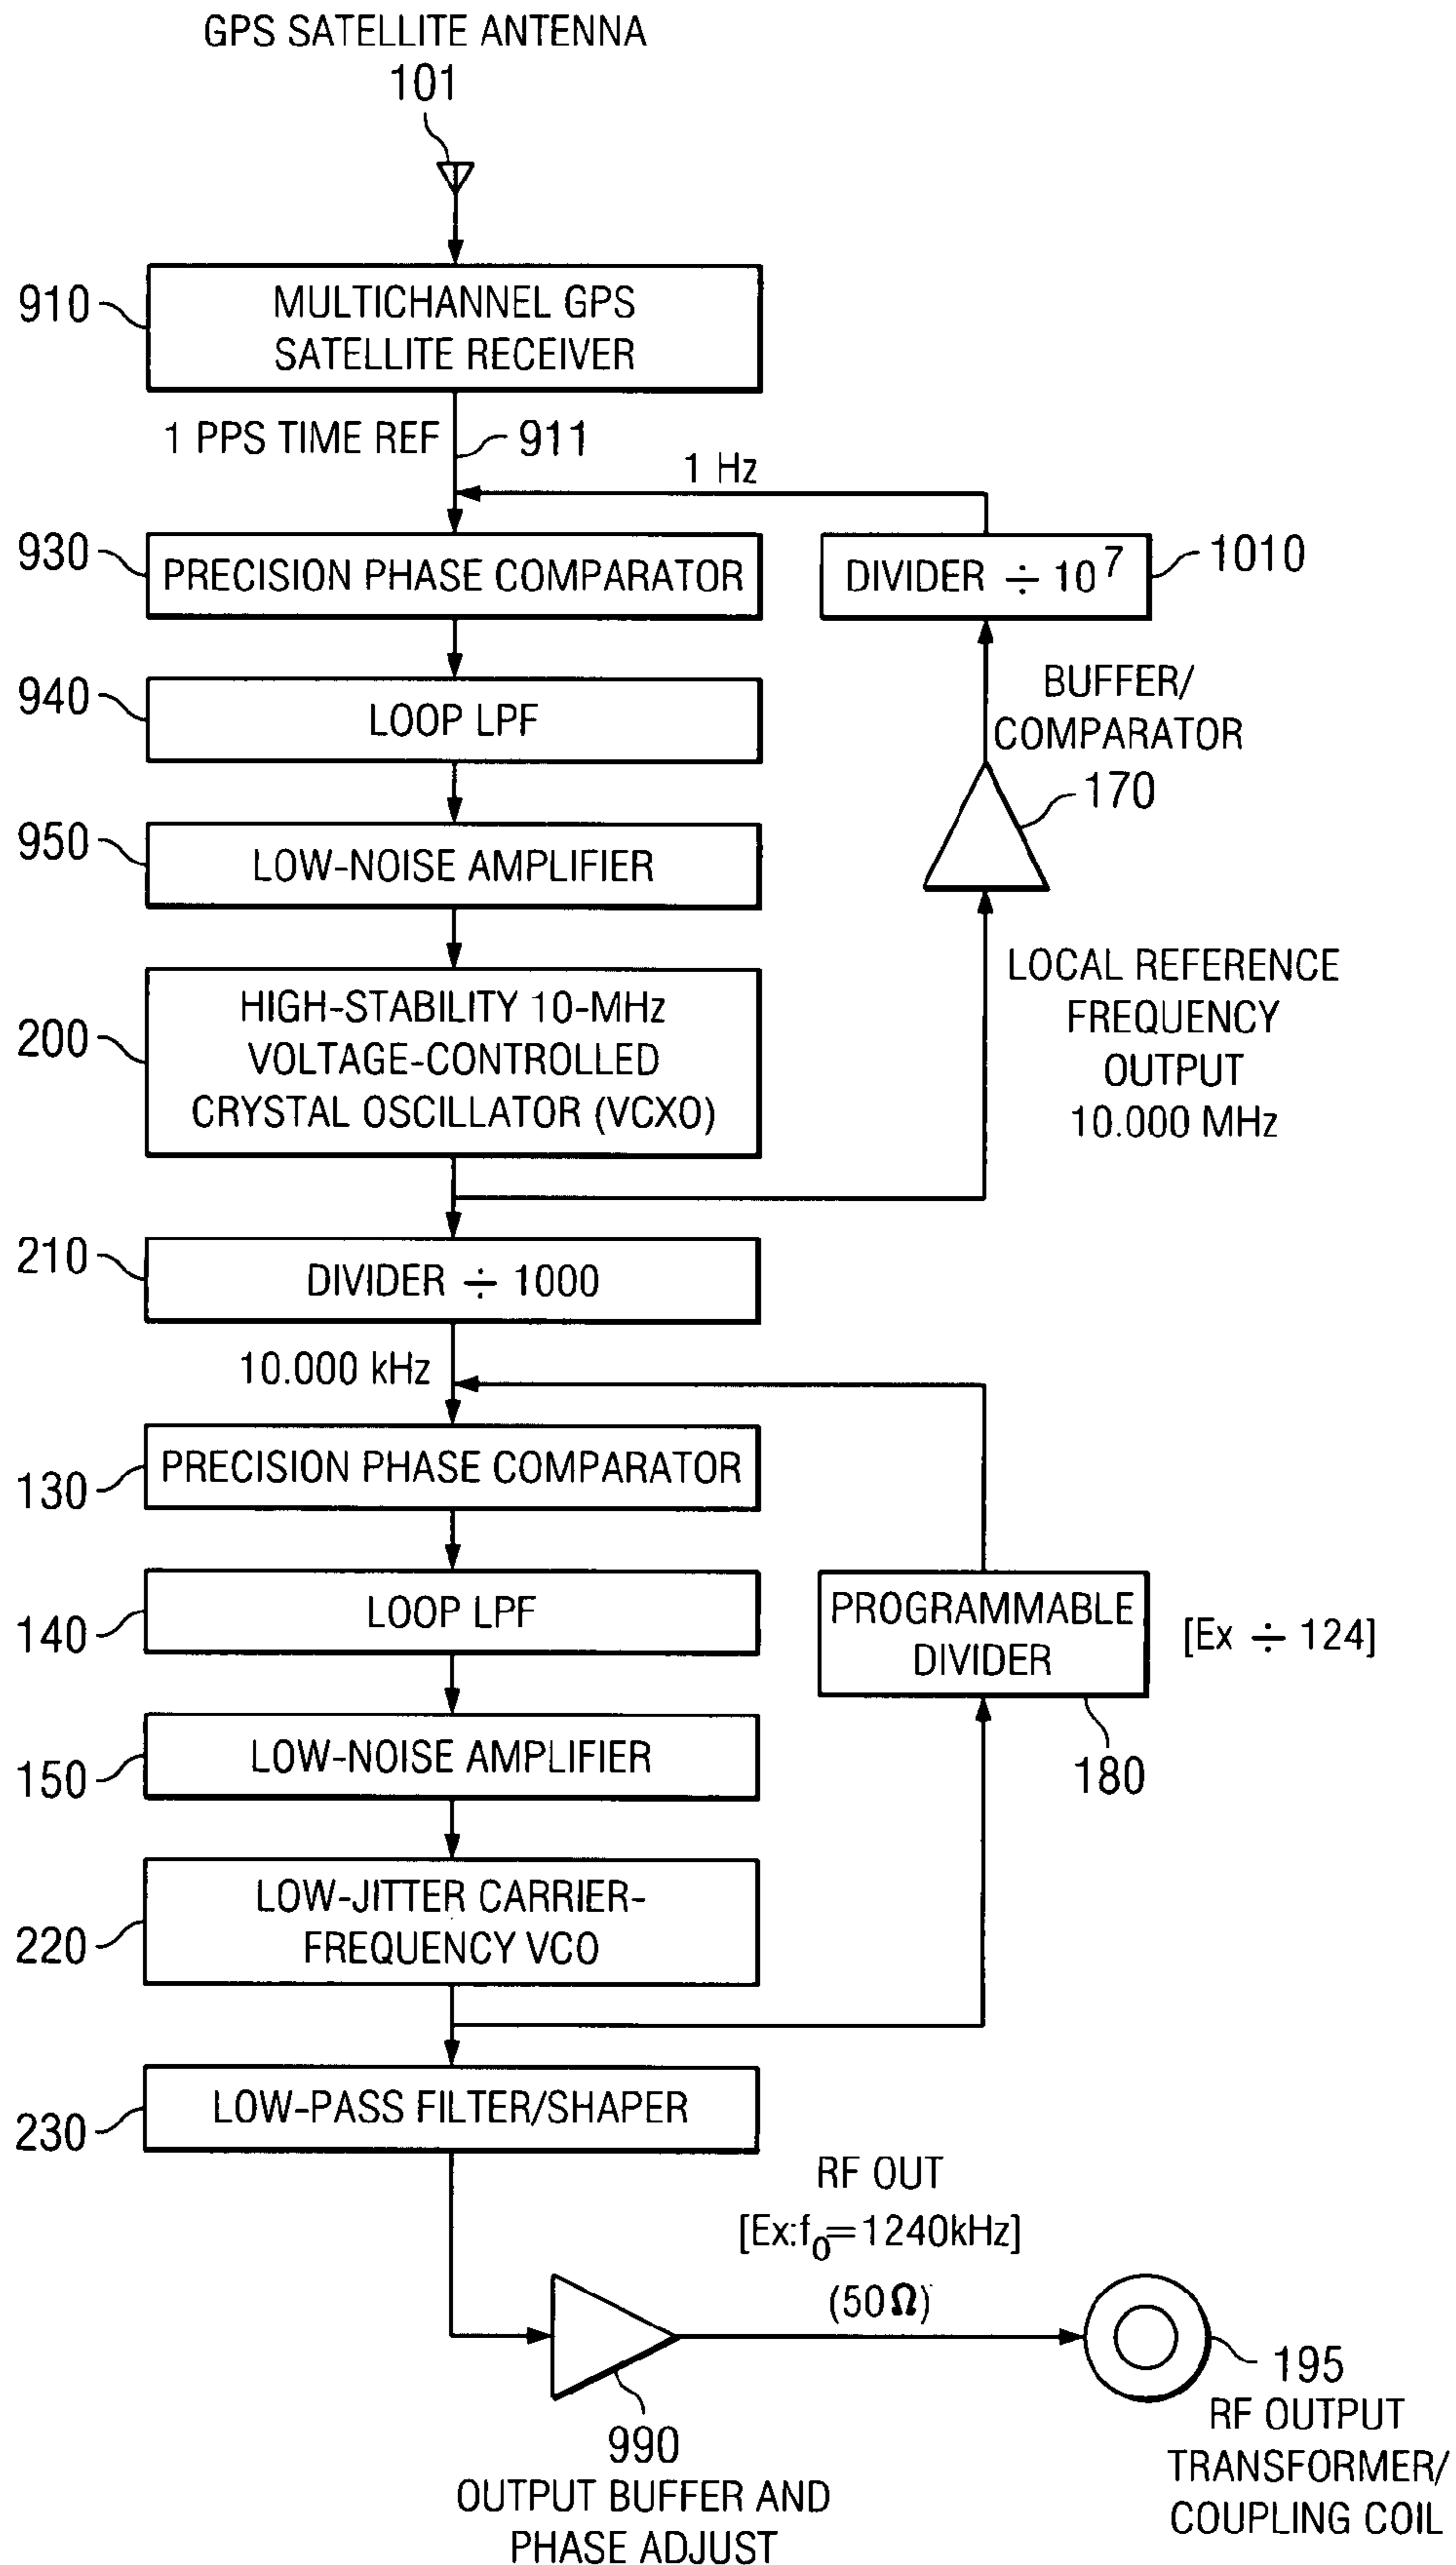 GPS SATELLITE ANTENNA
101
910
MULTICHANNEL GPS
SATELLITE RECEIVER
1 PPS TIME REF
911
1 Hz
930
PRECISION PHASE COMPARATOR
DIVIDER ÷ 10⁷
1010
940
LOOP LPF
BUFFER/
COMPARATOR
170
950
LOW-NOISE AMPLIFIER
LOCAL REFERENCE
FREQUENCY
OUTPUT
10.000 MHz
200
HIGH-STABILITY 10-MHz
VOLTAGE-CONTROLLED
CRYSTAL OSCILLATOR (VCXO)
210
DIVIDER ÷ 1000
10.000 kHz
130
PRECISION PHASE COMPARATOR
140
LOOP LPF
PROGRAMMABLE
DIVIDER
[Ex ÷ 124]
180
150
LOW-NOISE AMPLIFIER
220
LOW-JITTER CARRIER-
FREQUENCY VCO
230
LOW-PASS FILTER/SHAPER
RF OUT
[Ex:f₀=1240kHz]
(50Ω)
195
RF OUTPUT
TRANSFORMER/
COUPLING COIL
990
OUTPUT BUFFER AND
PHASE ADJUST